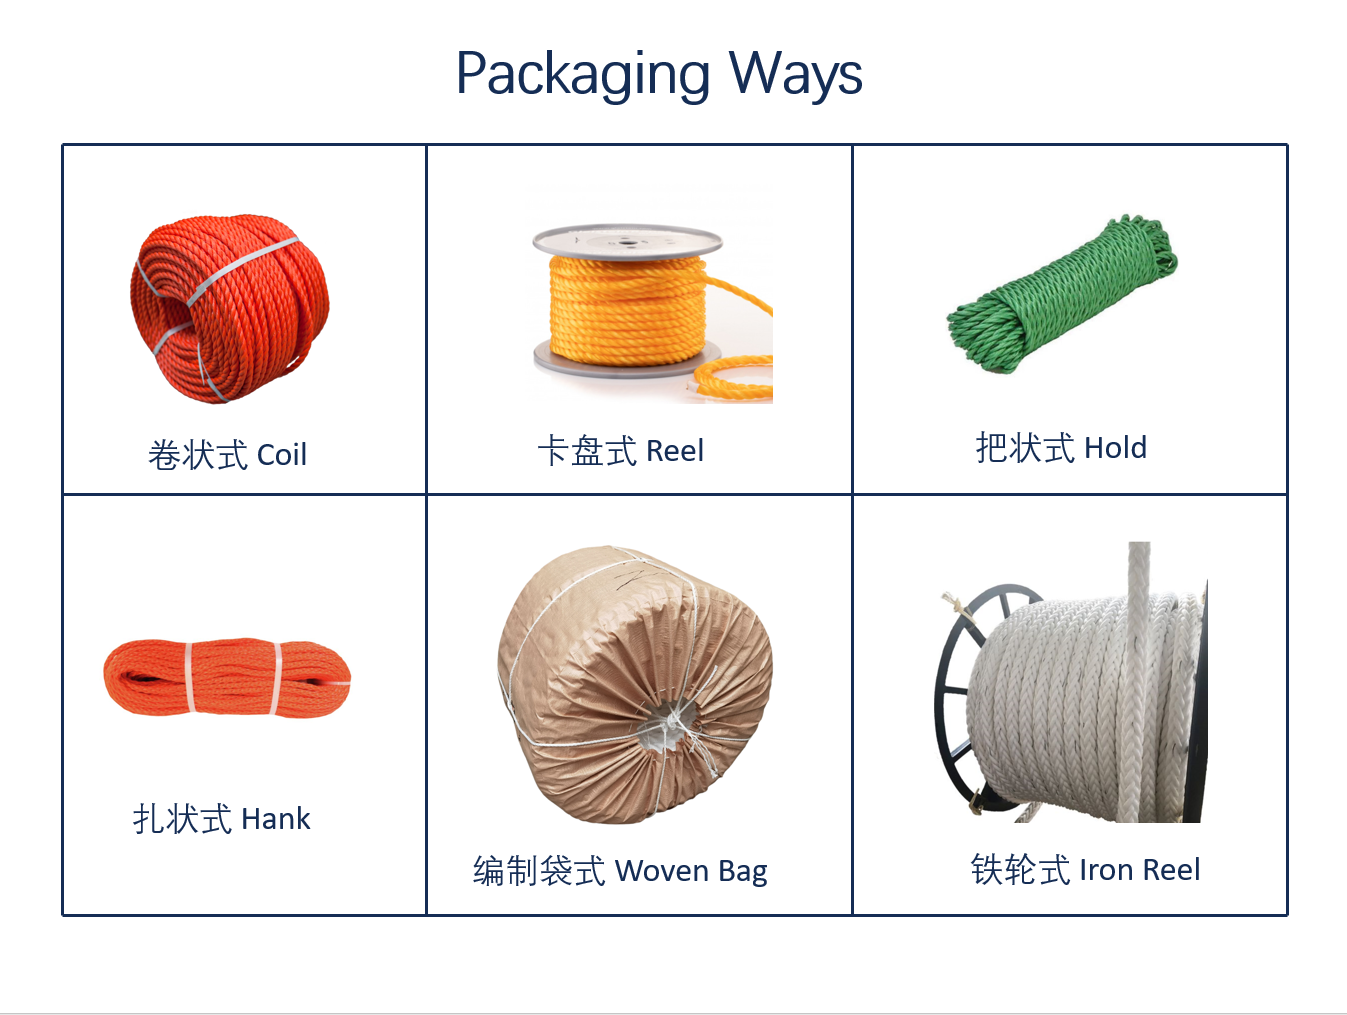 Packaging Ways
卷状式 Coil
卡盘式 Reel
把状式 Hold
扎状式 Hank
编制袋式 Woven Bag
铁轮式 Iron Reel